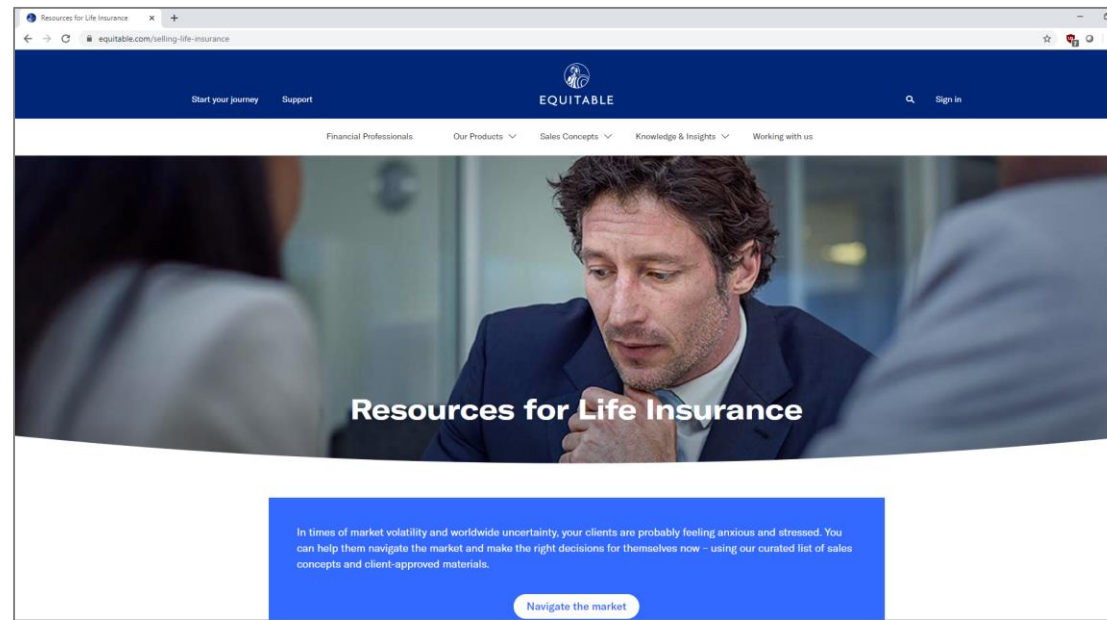 Resources for Life Insurance
equitable.com/selling-life-insurance
Start your journey Support EQUITABLE Sign in
Financial Professionals Our Products Sales Concepts Knowledge & Insights Working with us
Resources for Life Insurance
In times of market volatility and worldwide uncertainty, your clients are probably feeling anxious and stressed. You
can help them navigate the market and make the right decisions for themselves now – using our curated list of sales
concepts and client-approved materials.
Navigate the market